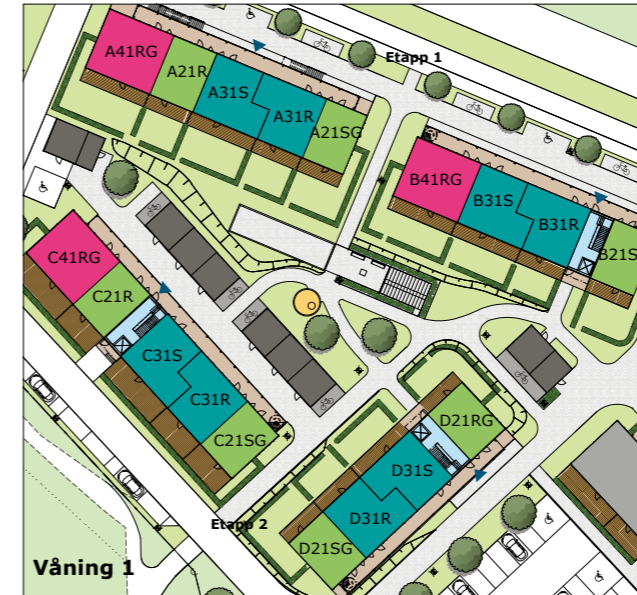 Etapp 1
A41RG
A21R
A31S
A31R
A21SG
B41RG
B31S
B31R
B21S
C41RG
C21R
C31S
C31R
C21SG
D21RG
D31S
D31R
D21SG
Etapp 2
Våning 1